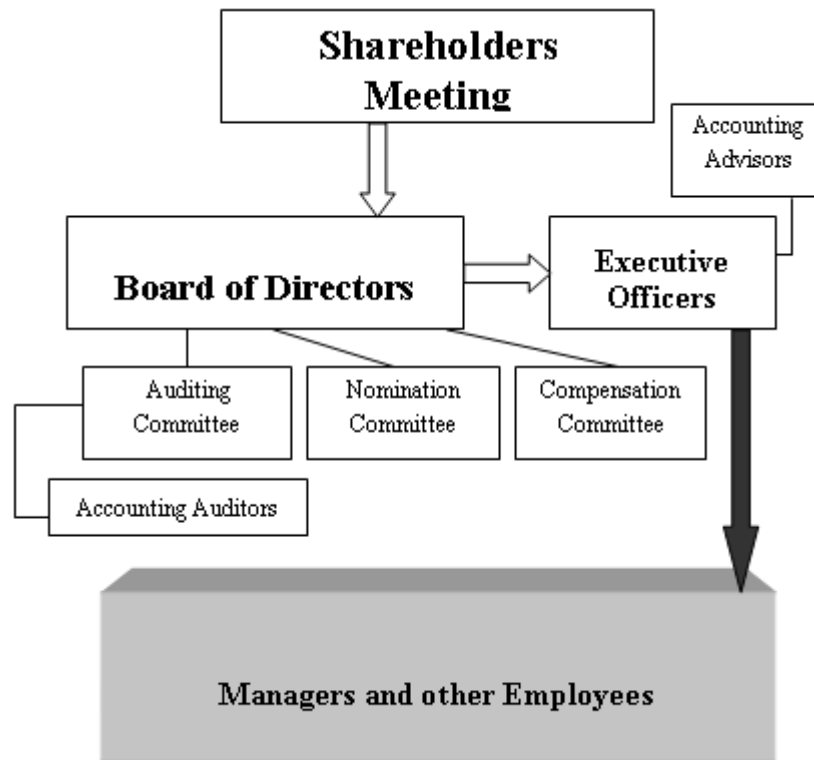 Shareholders
Meeting
Accounting
Advisors
Board of Directors
Executive
Officers
Auditing
Committee
Nomination
Committee
Compensation
Committee
Accounting Auditors
Managers and other Employees